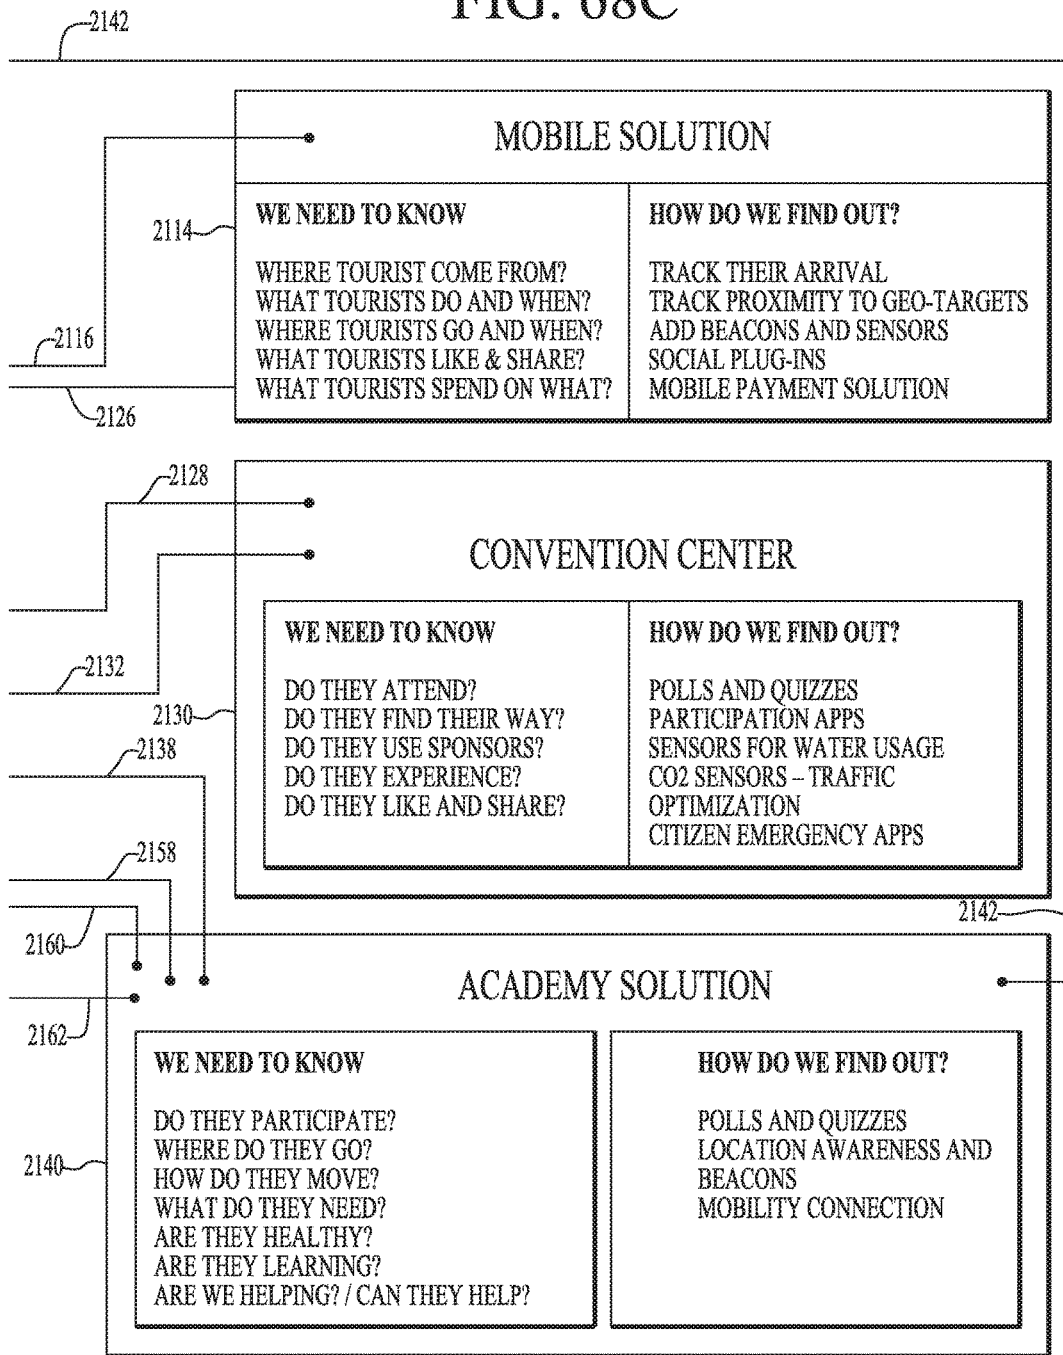 FIG. 68C
2142
MOBILE SOLUTION
2114
WE NEED TO KNOW
WHERE TOURIST COME FROM?
WHAT TOURISTS DO AND WHEN?
WHERE TOURISTS GO AND WHEN?
WHAT TOURISTS LIKE & SHARE?
WHAT TOURISTS SPEND ON WHAT?
HOW DO WE FIND OUT?
TRACK THEIR ARRIVAL
TRACK PROXIMITY TO GEO-TARGETS
ADD BEACONS AND SENSORS
SOCIAL PLUG-INS
MOBILE PAYMENT SOLUTION
2116
2126
2128
CONVENTION CENTER
2132
2130
WE NEED TO KNOW
DO THEY ATTEND?
DO THEY FIND THEIR WAY?
DO THEY USE SPONSORS?
DO THEY EXPERIENCE?
DO THEY LIKE AND SHARE?
HOW DO WE FIND OUT?
POLLS AND QUIZZES
PARTICIPATION APPS
SENSORS FOR WATER USAGE
CO2 SENSORS – TRAFFIC
OPTIMIZATION
CITIZEN EMERGENCY APPS
2138
2158
2142
2160
ACADEMY SOLUTION
2162
2140
WE NEED TO KNOW
DO THEY PARTICIPATE?
WHERE DO THEY GO?
HOW DO THEY MOVE?
WHAT DO THEY NEED?
ARE THEY HEALTHY?
ARE THEY LEARNING?
ARE WE HELPING? / CAN THEY HELP?
HOW DO WE FIND OUT?
POLLS AND QUIZZES
LOCATION AWARENESS AND
BEACONS
MOBILITY CONNECTION